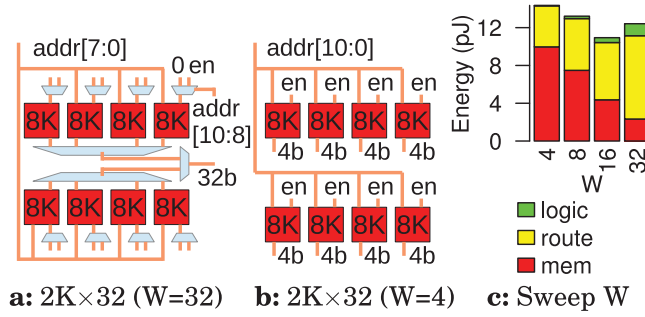 addr[7:0]
0 en
8K 8K 8K 8K
addr
[10:8]
32b
8K 8K 8K 8K
a: 2K×32 (W=32)
addr[10:0]
en en en en
8K 8K 8K 8K
4b 4b 4b 4b
en en en en
8K 8K 8K 8K
4b 4b 4b 4b
b: 2K×32 (W=4)
Energy (pJ)
12
8
4
0
4 8 16 32
W
logic
route
mem
c: Sweep W